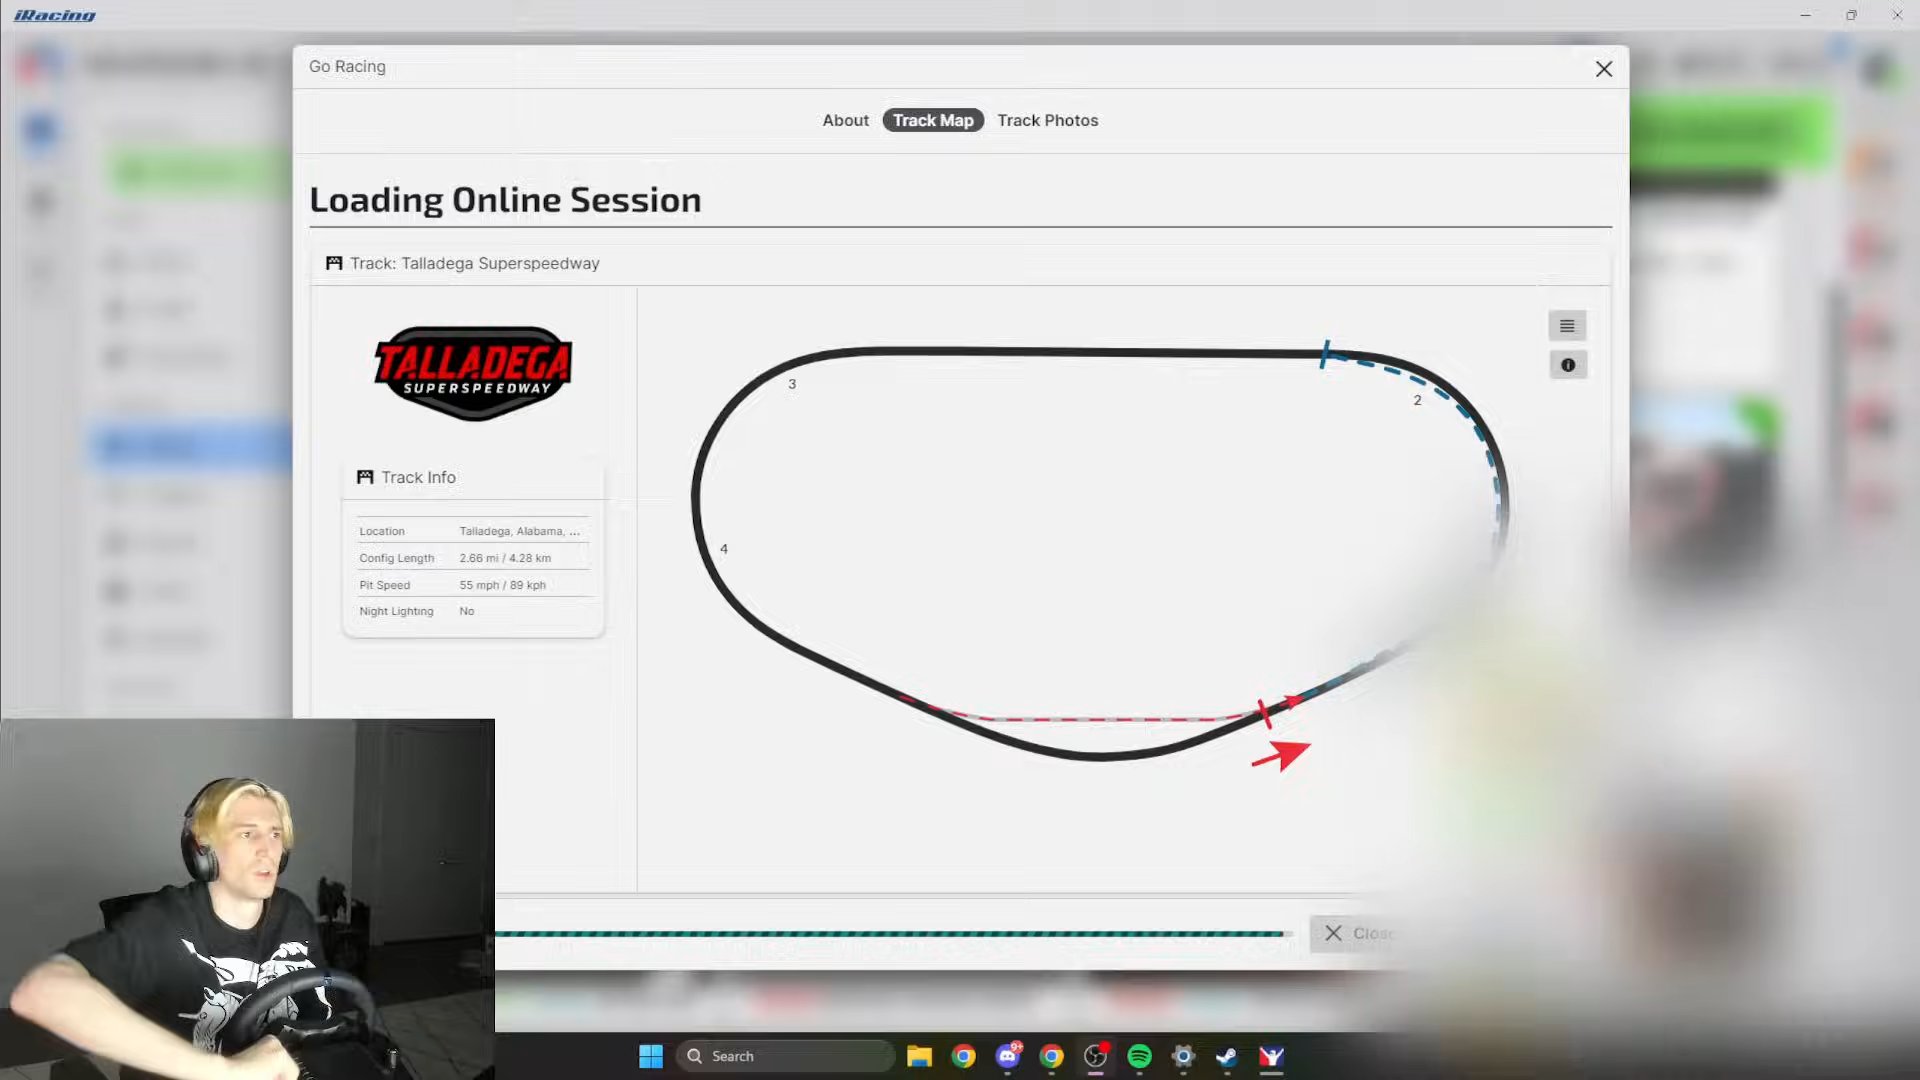 iRacing
Go Racing
About Track Map Track Photos
Loading Online Session
Track: Talladega Superspeedway
TALLADEGA
SUPERSPEEDWAY
3
2
4
Track Info
Location Talladega, Alabama, ...
Config Length 2.66 mi / 4.28 km
Pit Speed 55 mph / 89 kph
Night Lighting No
Close
Search
9+